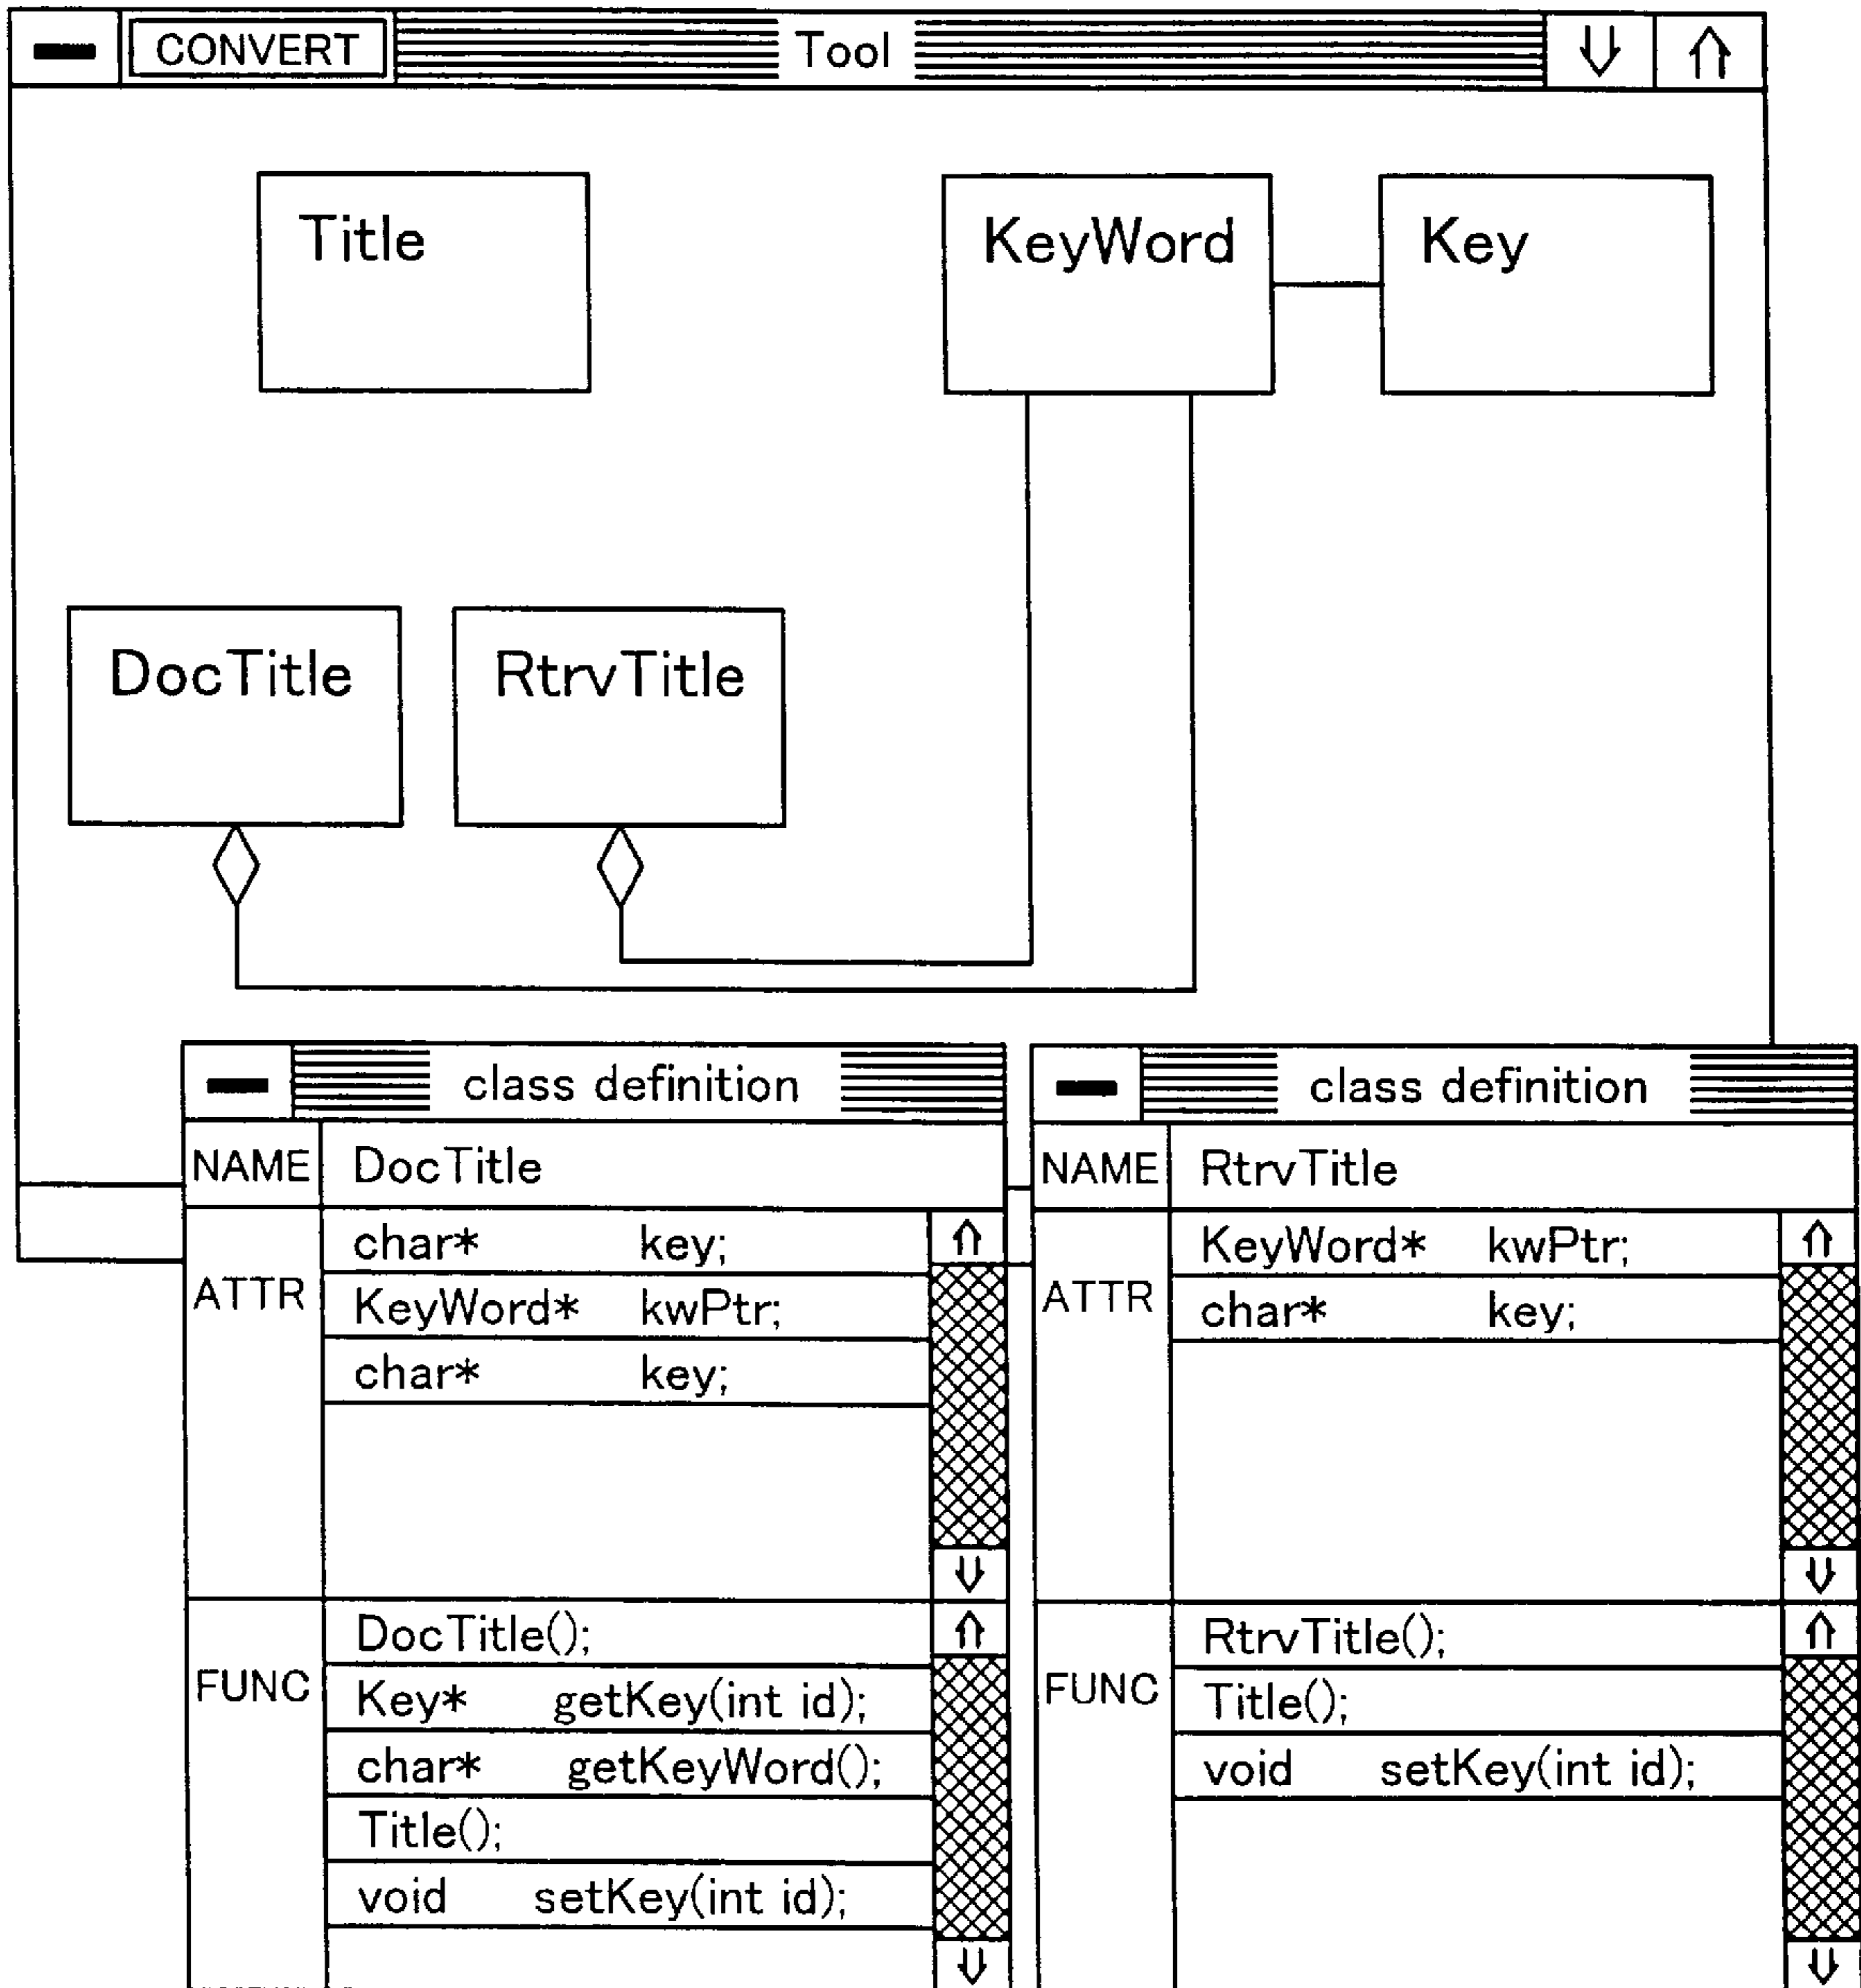 CONVERT Tool
Title KeyWord Key
DocTitle RtrvTitle
class definition
NAME DocTitle
ATTR
char* key;
KeyWord* kwPtr;
char* key;
FUNC
DocTitle();
Key* getKey(int id);
char* getKeyWord();
Title();
void setKey(int id);
class definition
NAME RtrvTitle
ATTR
KeyWord* kwPtr;
char* key;
FUNC
RtrvTitle();
Title();
void setKey(int id);